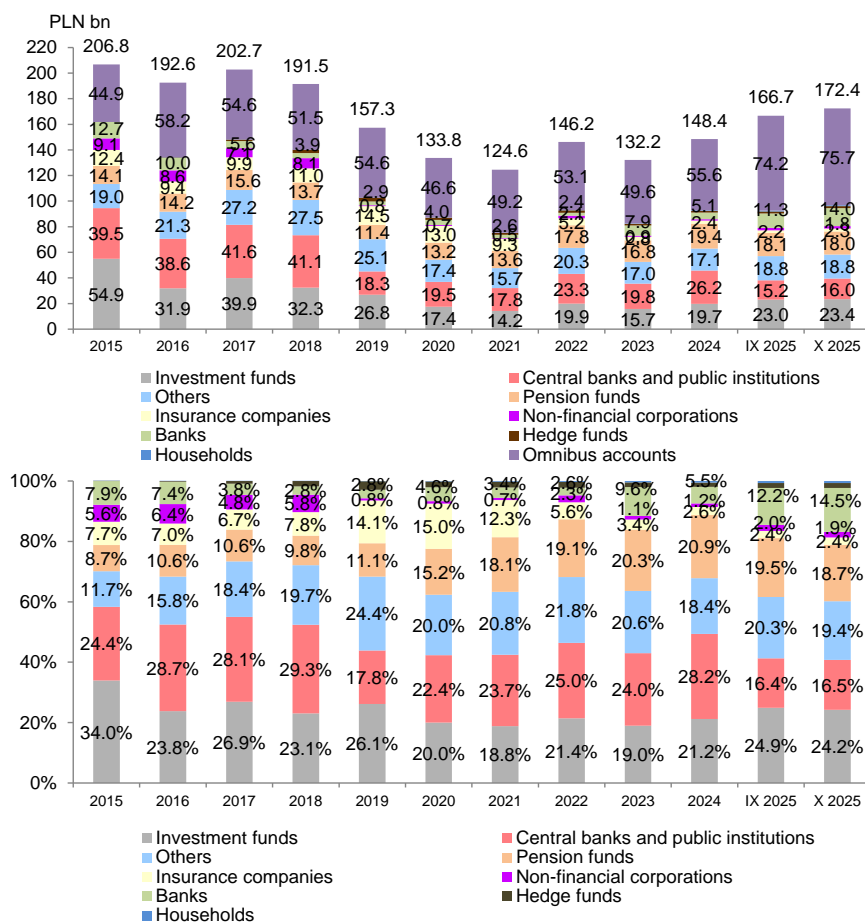 PLN bn
206.8 192.6 202.7 191.5 157.3 133.8 124.6 146.2 132.2 148.4 166.7 172.4
220
200
180
160
140
120
100
80
60
40
20
0
44.9 58.2 54.6 51.5 54.6 46.6 49.2 53.1 49.6 55.6 74.2 75.7
12.7 10.0 5.6 3.9 2.9 4.0 2.6 2.4 7.9 5.1 11.3 14.0
9.1 8.6 7.1 8.1 0.8 0.7 0.5 2.1 0.9 2.4 2.2 1.8
12.4 9.4 9.9 11.0 14.5 13.0 9.3 5.2 2.8 2.3
14.1 14.2 15.6 13.7 11.4 13.2 13.6 17.8 16.8 19.4 18.1 18.0
19.0 21.3 27.2 27.5 25.1 17.4 15.7 20.3 17.0 17.1 18.8 18.8
39.5 38.6 41.6 41.1 18.3 19.5 17.8 23.3 19.8 26.2 15.2 16.0
54.9 31.9 39.9 32.3 26.8 17.4 14.2 19.9 15.7 19.7 23.0 23.4
2015 2016 2017 2018 2019 2020 2021 2022 2023 2024 IX 2025 X 2025
Investment funds Central banks and public institutions
Others Pension funds
Insurance companies Non-financial corporations
Banks Hedge funds
Households Omnibus accounts
100%
80%
60%
40%
20%
0%
7.9% 7.4% 3.8% 2.8% 2.8% 4.6% 3.4% 2.6% 9.6% 5.5% 12.2% 14.5%
5.6% 6.4% 4.8% 5.8% 0.8% 0.8% 0.7% 2.3% 1.1% 1.2% 2.0% 1.9%
7.7% 7.0% 6.7% 7.8% 14.1% 15.0% 12.3% 5.6% 3.4% 2.6% 2.4% 2.4%
8.7% 10.6% 10.6% 9.8% 11.1% 15.2% 18.1% 19.1% 20.3% 20.9% 19.5% 18.7%
11.7% 15.8% 18.4% 19.7% 24.4% 20.0% 20.8% 21.8% 20.6% 18.4% 20.3% 19.4%
24.4% 28.7% 28.1% 29.3% 17.8% 22.4% 23.7% 25.0% 24.0% 28.2% 16.4% 16.5%
34.0% 23.8% 26.9% 23.1% 26.1% 20.0% 18.8% 21.4% 19.0% 21.2% 24.9% 24.2%
2015 2016 2017 2018 2019 2020 2021 2022 2023 2024 IX 2025 X 2025
Investment funds Central banks and public institutions
Others Pension funds
Insurance companies Non-financial corporations
Banks Hedge funds
Households